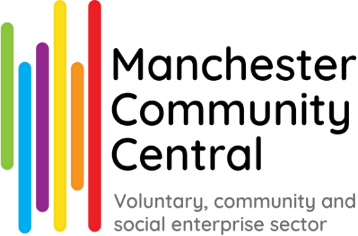 Manchester
Community
Central
Voluntary, community and
social enterprise sector